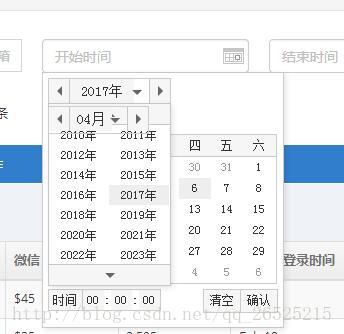 箱
开始时间
结束时间
2017年
条
04月
2010年 2011年
2012年 2013年
2014年 2015年
2016年 2017年
2018年 2019年
2020年 2021年
2022年 2023年
四 五 六
30 31 1
6 7 8
13 14 15
20 21 22
27 28 29
4 5 6
微信
登录时间
$45
时间 00 : 00 : 00
清空 确认
http://blog.csdn.net/qq_26525215